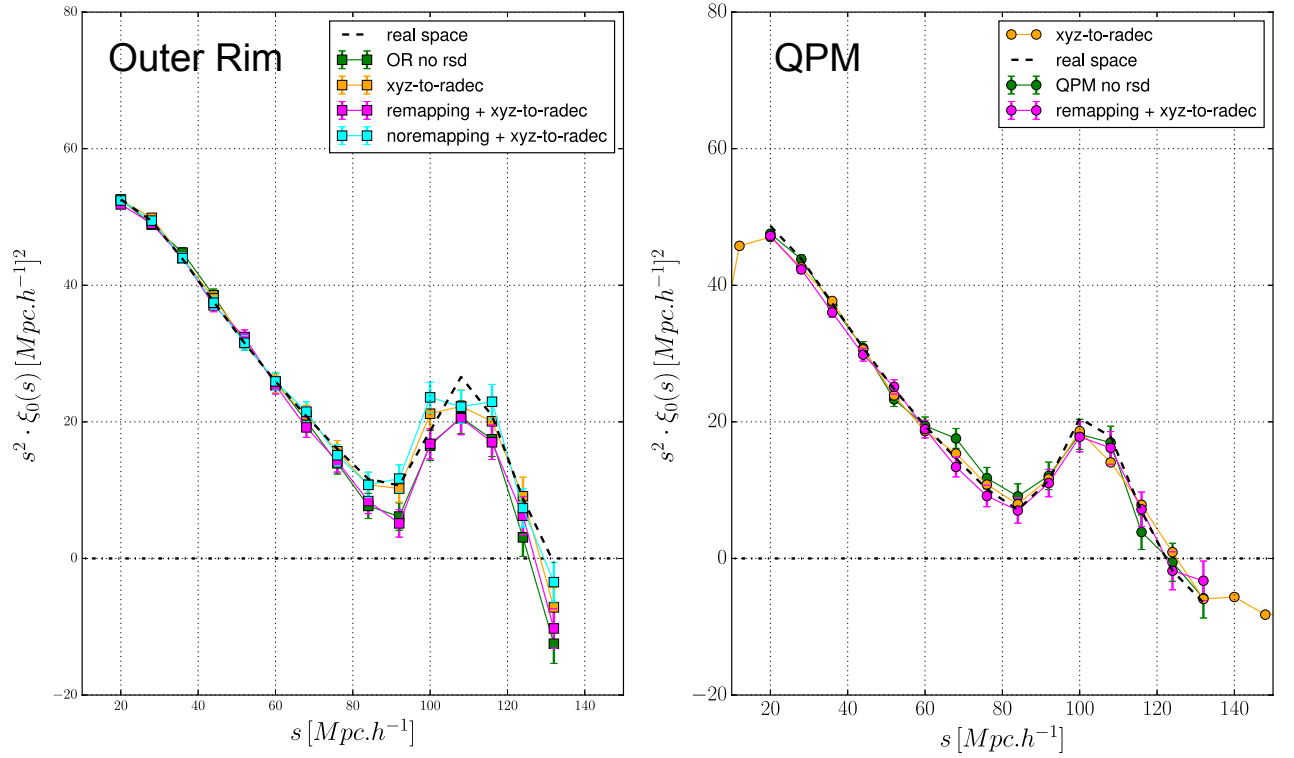 Outer Rim
real space
OR no rsd
xyz-to-radec
remapping + xyz-to-radec
noremapping + xyz-to-radec
80
60
40
20
0
−20
20 40 60 80 100 120 140
s [Mpc.h⁻¹]
s² · ξ₀(s) [Mpc.h⁻¹]²
QPM
xyz-to-radec
real space
QPM no rsd
remapping + xyz-to-radec
80
60
40
20
0
−20
20 40 60 80 100 120 140
s [Mpc.h⁻¹]
s² · ξ₀(s) [Mpc.h⁻¹]²